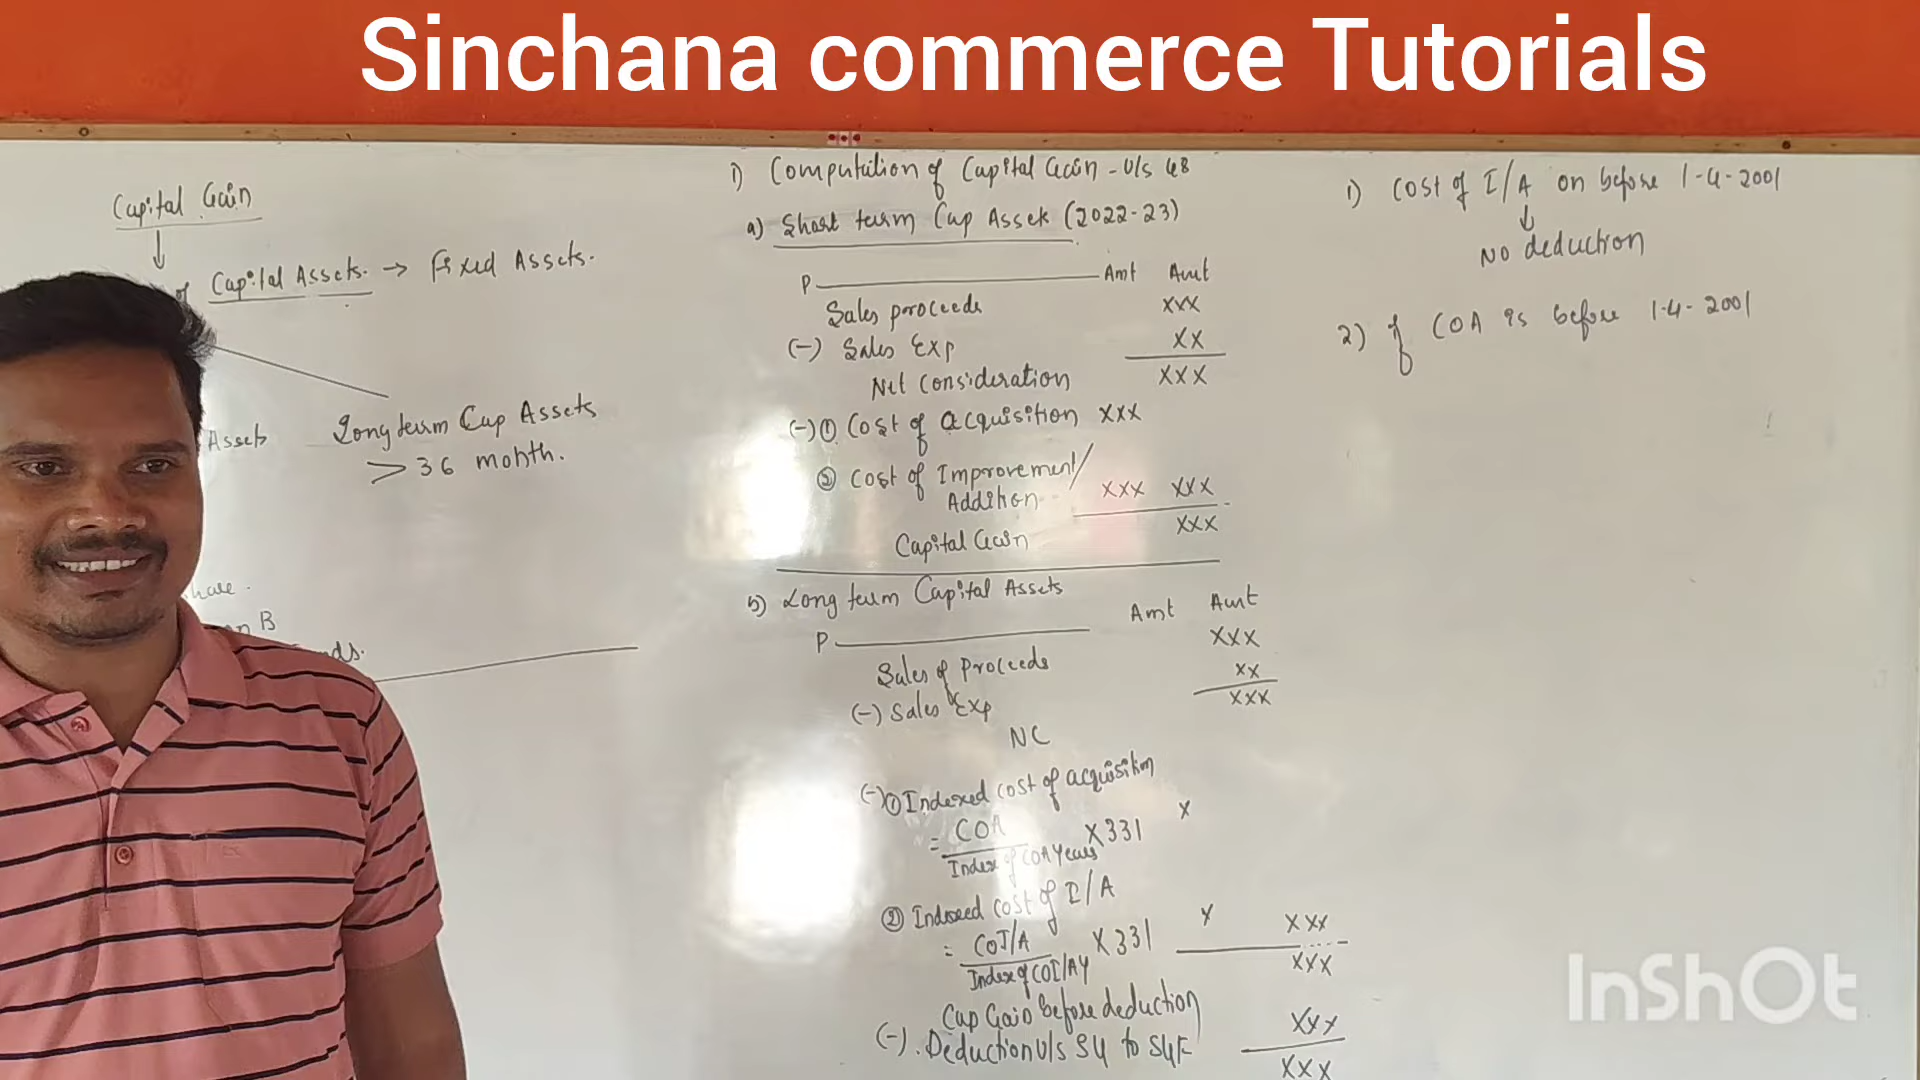 Sinchana commerce Tutorials
Capital Gain
of Capital Assets. → Fixed Assets.
Assets
Long term Cap Assets
> 36 month.
share.
on B
nds.
1) Computation of Capital Gain - U/s 48
a) Short term Cap Asset (2022-23)
P Amt Amt
Sales proceeds xxx
(-) Sales Exp xx
Net Consideration xxx
(-) ① Cost of acquisition xxx
② Cost of Improvement/
Addition xxx xxx
Capital Gain xxx
b) Long term Capital Assets
P Amt Amt
Sales of proceeds xxx
(-) Sales Exp xx
NC xxx
(-) ① Indexed cost of acquisition
= COA X 331 x
Index of COA Years
② Indexed cost of I/A
= COI/A X 331 x xxx
Index of COI/AY xxx
Cap Gain before deduction
(-). Deduction U/s 54 to 54F xxx
xxx
1) Cost of I/A on before 1-4-2001
↓
NO deduction
2) If COA is before 1-4-2001
InShOt